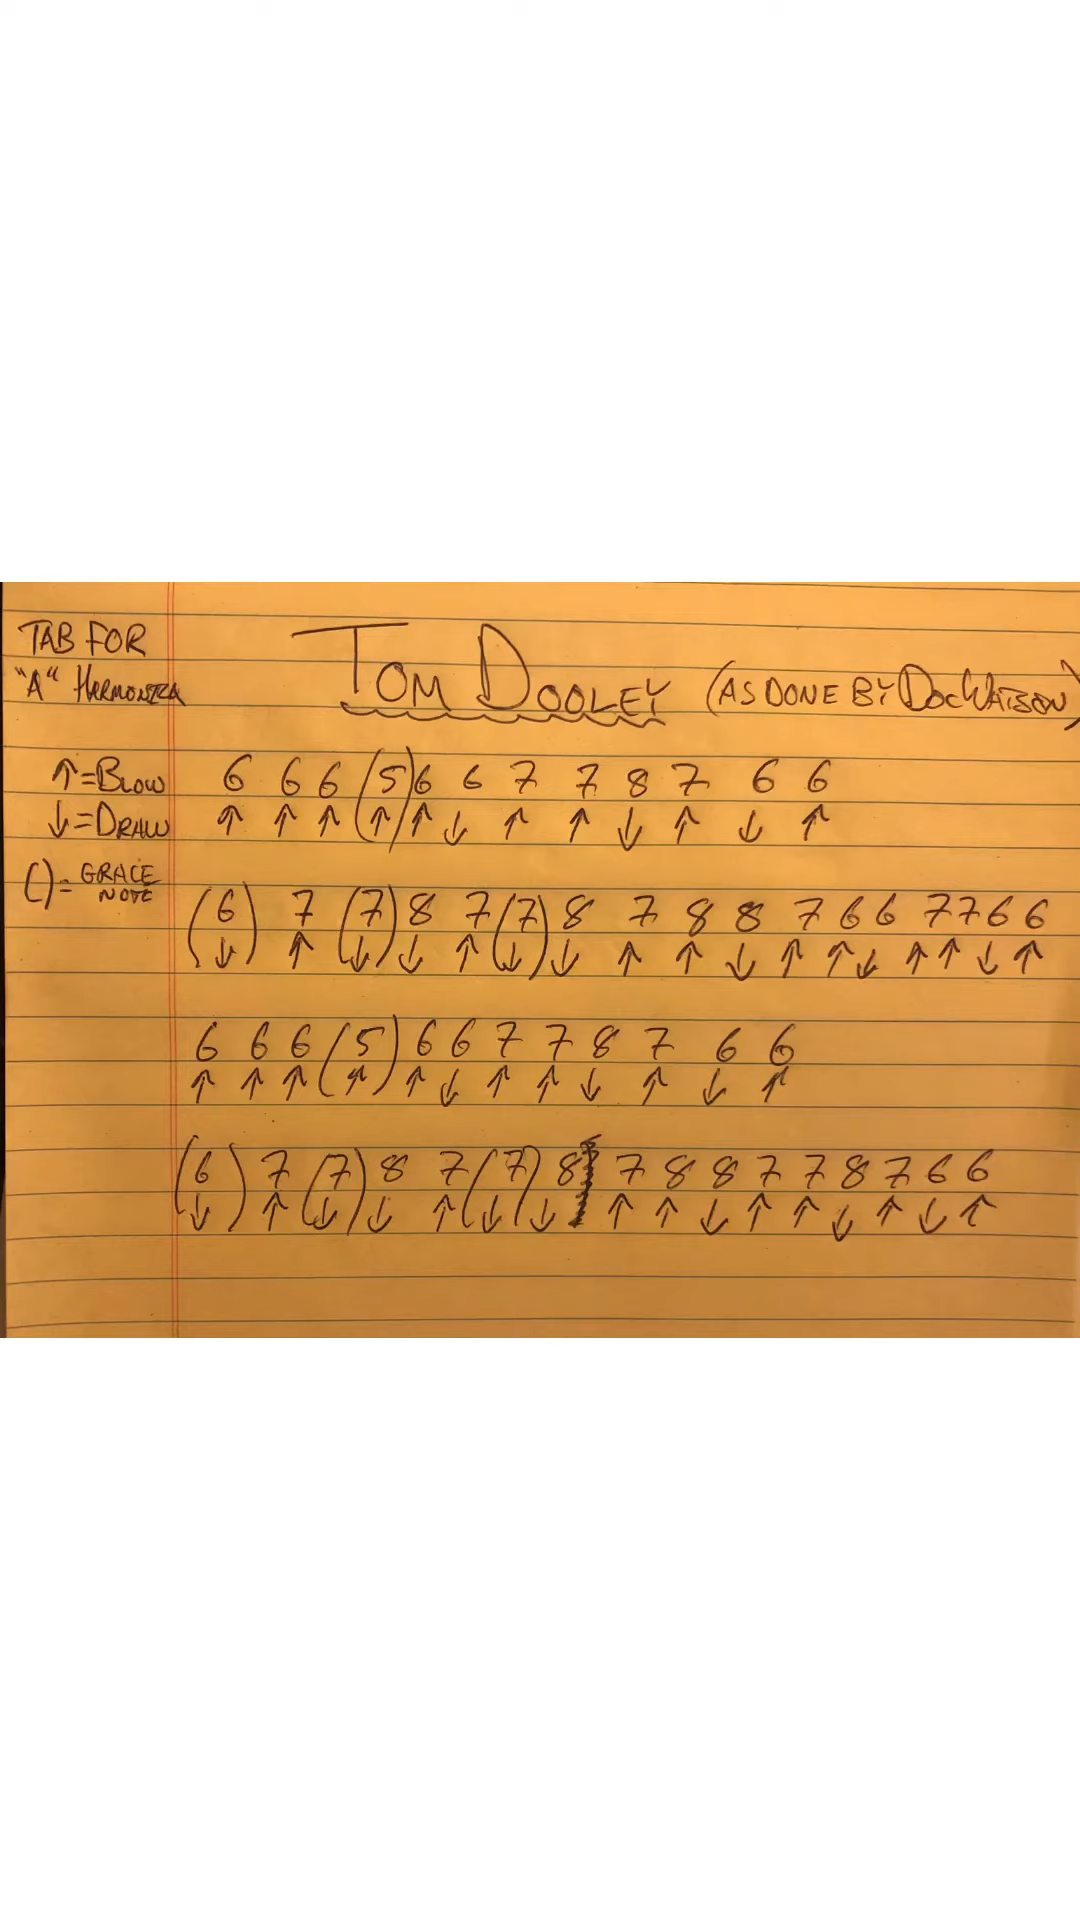 TAB FOR
"A" HARMONICA
TOM DOOLEY (AS DONE BY DOC WATSON)
↑=BLOW
↓=DRAW
()=GRACE NOTE
6 6 6 (5) 6 6 7 7 8 7 6 6
↑ ↑ ↑ (↑) ↑ ↓ ↑ ↑ ↓ ↑ ↓ ↑
(6) 7 (7) 8 7 (7) 8 7 8 8 7 6 6 7 7 6 6
(↓) ↑ (↓) ↓ ↑ (↓) ↓ ↑ ↑ ↓ ↑ ↑ ↓ ↑ ↑ ↓ ↑
6 6 6 (5) 6 6 7 7 8 7 6 6
↑ ↑ ↑ (↑) ↑ ↓ ↑ ↑ ↓ ↑ ↓ ↑
(6) 7 (7) 8 7 (7) 8 7 8 8 7 7 8 7 6 6
(↓) ↑ (↓) ↓ ↑ (↓) ↓ ↑ ↑ ↓ ↑ ↑ ↓ ↑ ↓ ↑